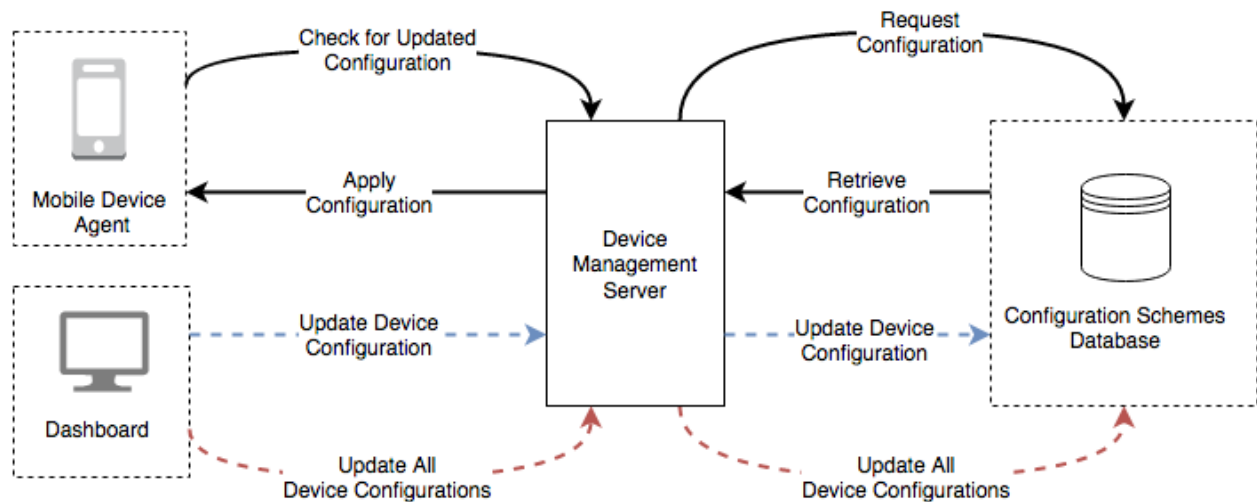 Check for Updated
Configuration
Request
Configuration
Mobile Device
Agent
Apply
Configuration
Device
Management
Server
Retrieve
Configuration
Configuration Schemes
Database
Dashboard
Update Device
Configuration
Update Device
Configuration
Update All
Device Configurations
Update All
Device Configurations